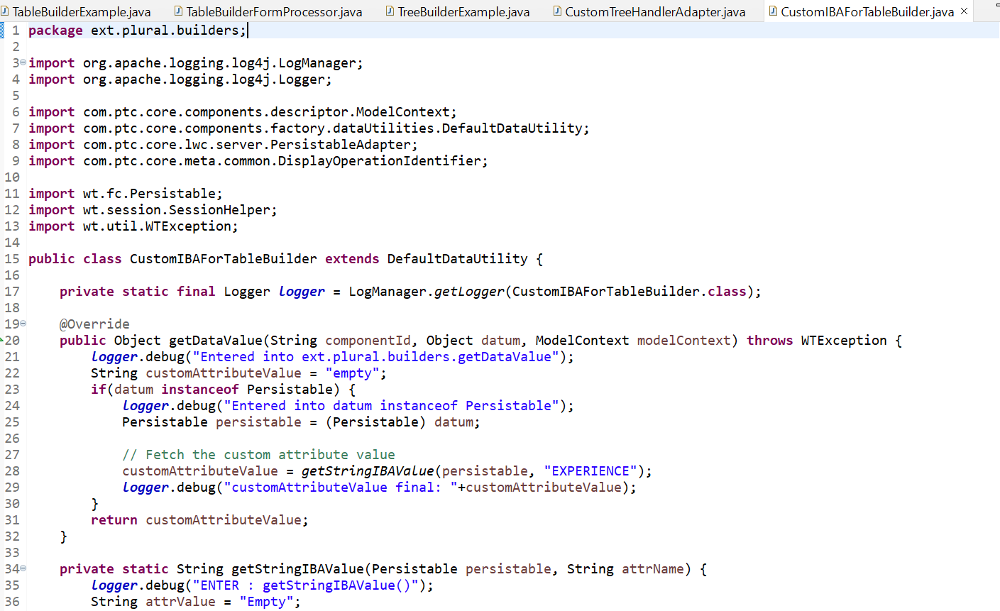 TableBuilderExample.java TableBuilderFormProcessor.java TreeBuilderExample.java CustomTreeHandlerAdapter.java CustomIBAForTableBuilder.java
1 package ext.plural.builders;
2
3 import org.apache.logging.log4j.LogManager;
4 import org.apache.logging.log4j.Logger;
5
6 import com.ptc.core.components.descriptor.ModelContext;
7 import com.ptc.core.components.factory.dataUtilities.DefaultDataUtility;
8 import com.ptc.core.lwc.server.PersistableAdapter;
9 import com.ptc.core.meta.common.DisplayOperationIdentifier;
10
11 import wt.fc.Persistable;
12 import wt.session.SessionHelper;
13 import wt.util.WTException;
14
15 public class CustomIBAForTableBuilder extends DefaultDataUtility {
16
17     private static final Logger logger = LogManager.getLogger(CustomIBAForTableBuilder.class);
18
19     @Override
20     public Object getDataValue(String componentId, Object datum, ModelContext modelContext) throws WTException {
21         logger.debug("Entered into ext.plural.builders.getDataValue");
22         String customAttributeValue = "empty";
23         if(datum instanceof Persistable) {
24             logger.debug("Entered into datum instanceof Persistable");
25             Persistable persistable = (Persistable) datum;
26
27             // Fetch the custom attribute value
28             customAttributeValue = getStringIBAValue(persistable, "EXPERIENCE");
29             logger.debug("customAttributeValue final: "+customAttributeValue);
30         }
31         return customAttributeValue;
32     }
33
34     private static String getStringIBAValue(Persistable persistable, String attrName) {
35         logger.debug("ENTER : getStringIBAValue()");
36         String attrValue = "Empty";